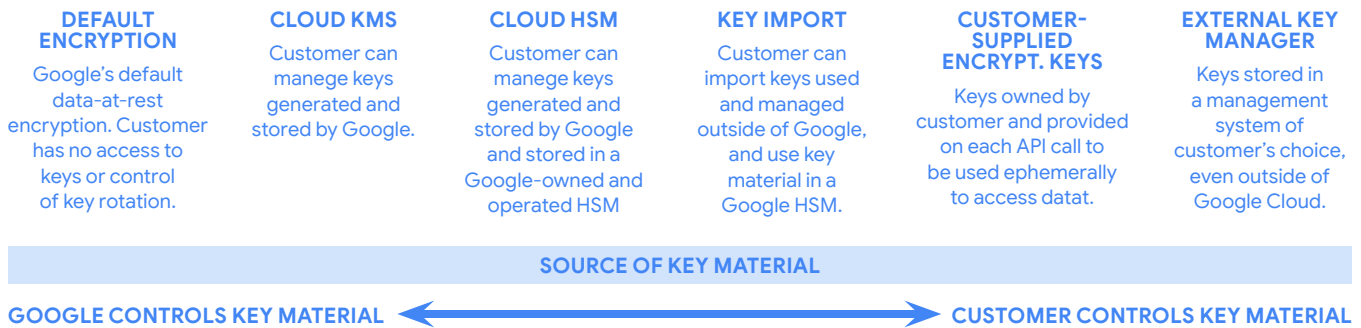 DEFAULT
ENCRYPTION
Google's default
data-at-rest
encryption. Customer
has no access to
keys or control
of key rotation.
CLOUD KMS
Customer can
manege keys
generated and
stored by Google.
CLOUD HSM
Customer can
manege keys
generated and
stored by Google
and stored in a
Google-owned and
operated HSM
KEY IMPORT
Customer can
import keys used
and managed
outside of Google,
and use key
material in a
Google HSM.
CUSTOMER-
SUPPLIED
ENCRYPT. KEYS
Keys owned by
customer and provided
on each API call to
be used ephemerally
to access datat.
EXTERNAL KEY
MANAGER
Keys stored in
a management
system of
customer's choice,
even outside of
Google Cloud.
SOURCE OF KEY MATERIAL
GOOGLE CONTROLS KEY MATERIAL
CUSTOMER CONTROLS KEY MATERIAL